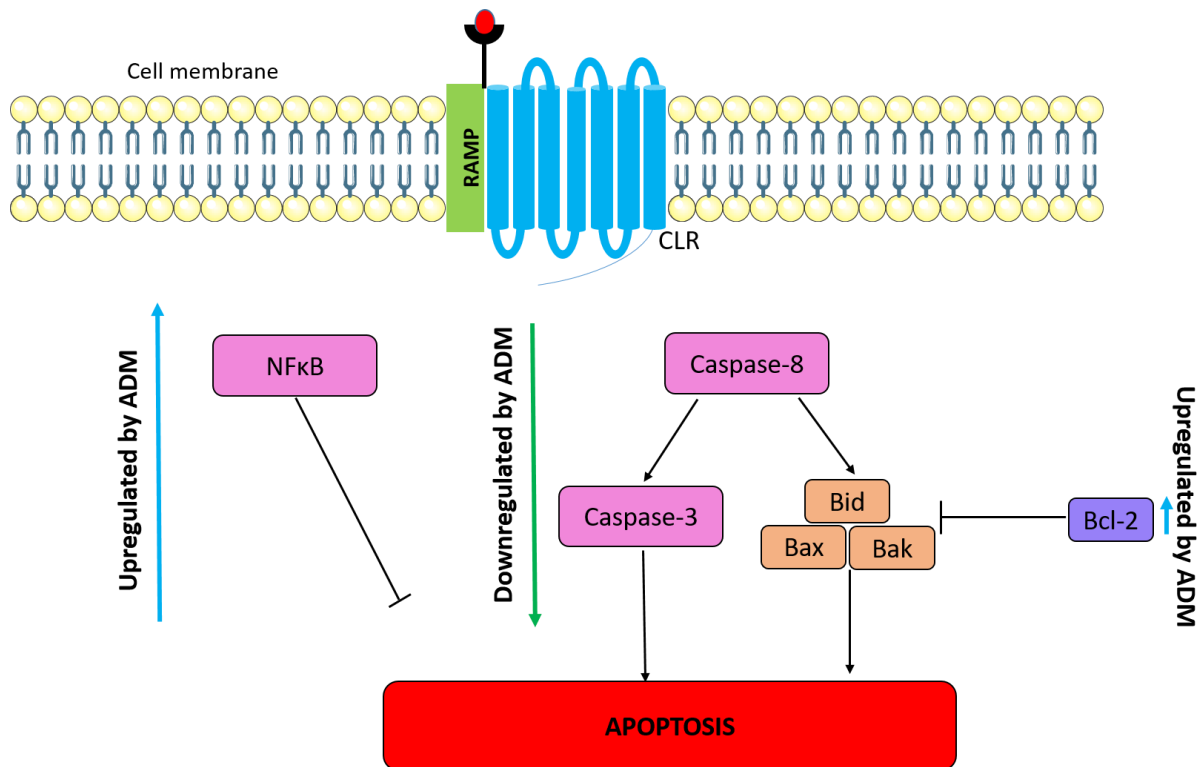 Cell membrane
RAMP
CLR
Upregulated by ADM
NFκB
Downregulated by ADM
Caspase-8
Caspase-3
Bid
Bax
Bak
Bcl-2
Upregulated by ADM
APOPTOSIS